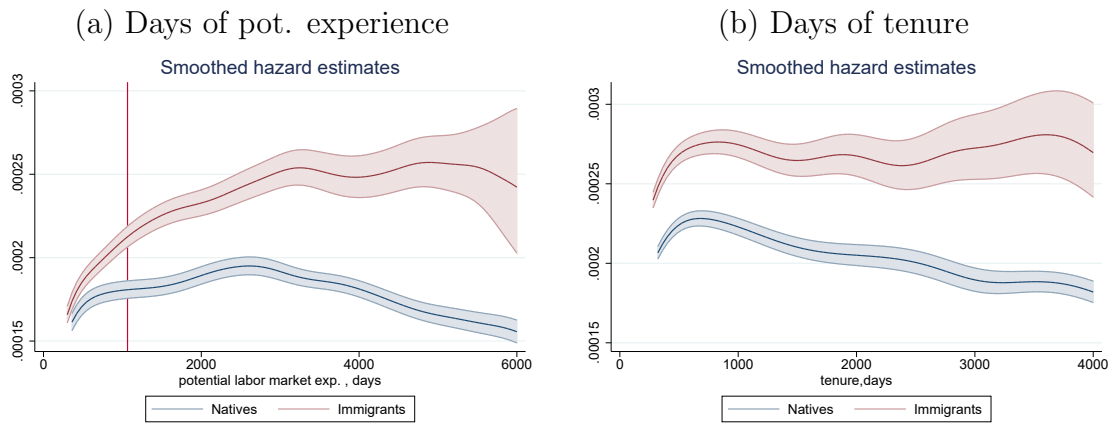 (a) Days of pot. experience
Smoothed hazard estimates
.0003
.00025
.0002
.00015
0 2000 4000 6000
potential labor market exp. , days
Natives Immigrants
(b) Days of tenure
Smoothed hazard estimates
.0003
.00025
.0002
.00015
0 1000 2000 3000 4000
tenure,days
Natives Immigrants